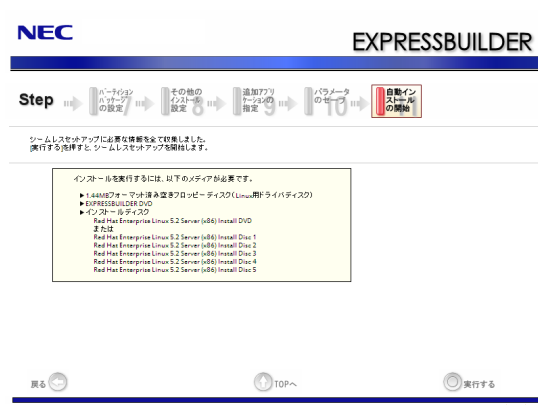 NEC
EXPRESSBUILDER
Step
パーティション
パッケージ
の設定 7
その他の
インストール
設定 8
追加アプリ
ケーションの
指定 9
パラメータ
のセーブ 10
自動イン
ストール
の開始 11
シームレスセットアップに必要な情報を全て収集しました。
[実行する]を押すと、シームレスセットアップを開始します。
インストールを実行するには、以下のメディアが必要です。
▶1.44MBフォーマット済み空きフロッピーディスク(Linux用ドライバディスク)
▶EXPRESSBUILDER DVD
▶インストールディスク
Red Hat Enterprise Linux 5.2 Server (x86) Install DVD
または
Red Hat Enterprise Linux 5.2 Server (x86) Install Disc 1
Red Hat Enterprise Linux 5.2 Server (x86) Install Disc 2
Red Hat Enterprise Linux 5.2 Server (x86) Install Disc 3
Red Hat Enterprise Linux 5.2 Server (x86) Install Disc 4
Red Hat Enterprise Linux 5.2 Server (x86) Install Disc 5
戻る
TOPへ
実行する